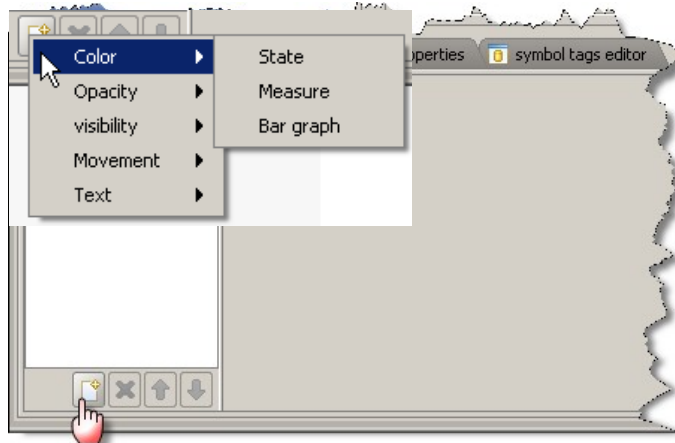 Color
State
operties
symbol tags editor
Opacity
Measure
visibility
Bar graph
Movement
Text